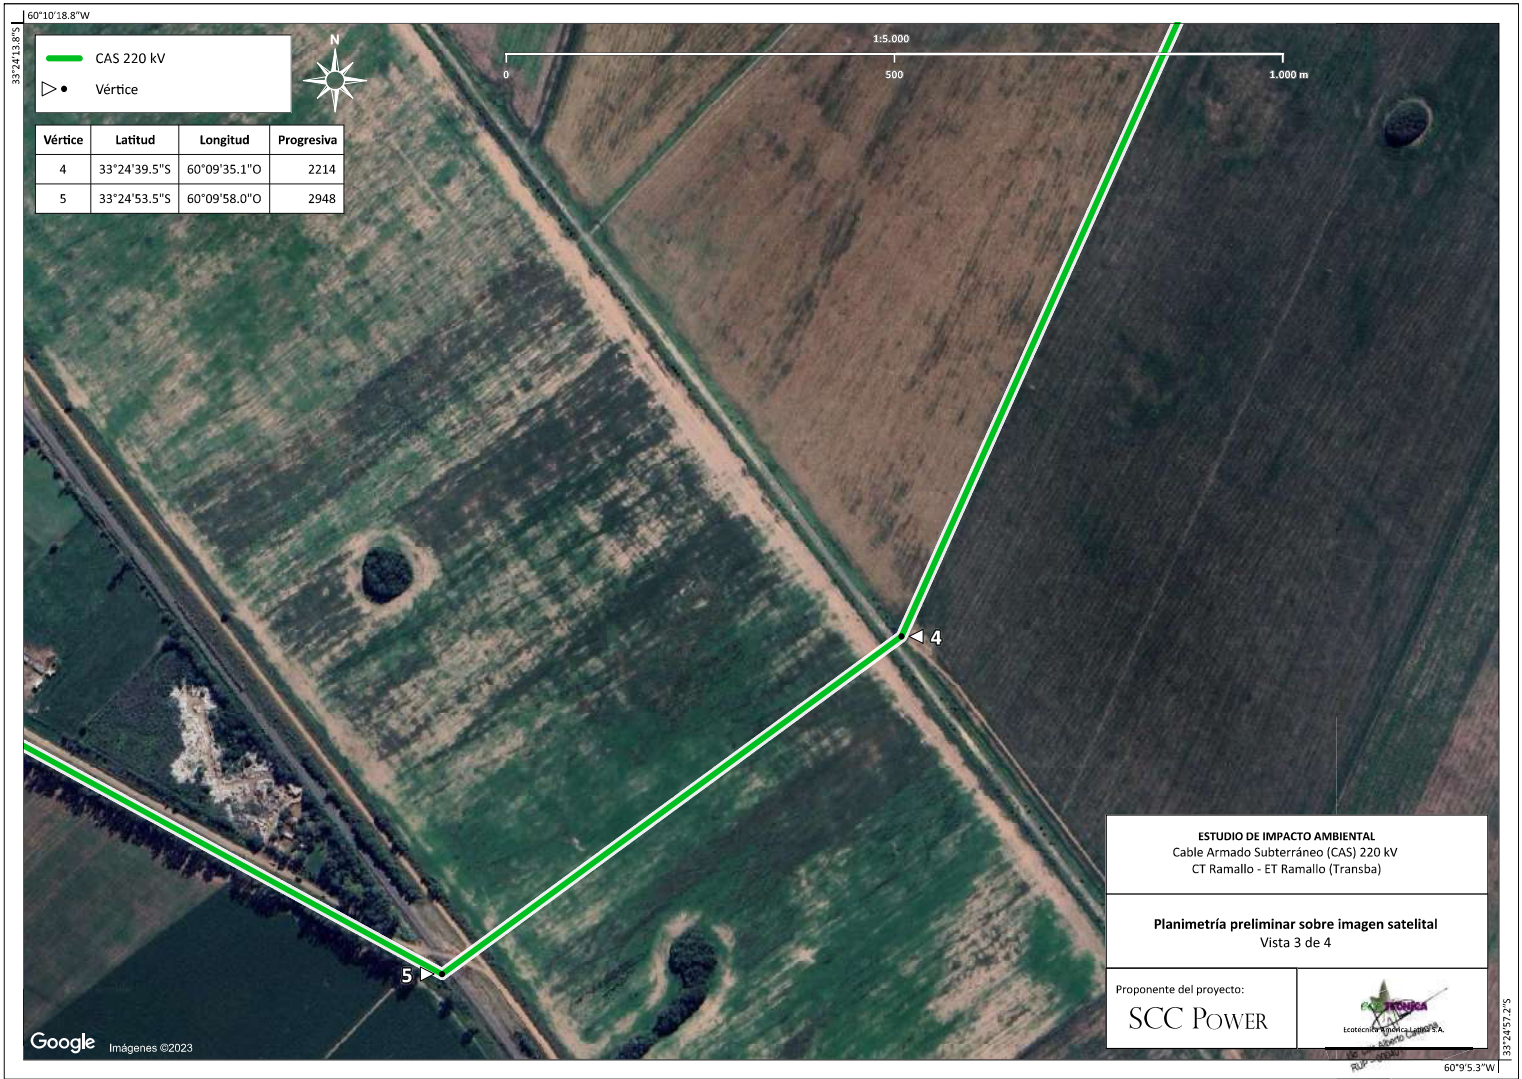 60°10'18.8"W
33°24'13.8"S
CAS 220 kV
Vértice
N
1:5.000
0 500 1.000 m
Vértice Latitud Longitud Progresiva
4 33°24'39.5"S 60°09'35.1"O 2214
5 33°24'53.5"S 60°09'58.0"O 2948
4
5
ESTUDIO DE IMPACTO AMBIENTAL
Cable Armado Subterráneo (CAS) 220 kV
CT Ramallo - ET Ramallo (Transba)
Planimetría preliminar sobre imagen satelital
Vista 3 de 4
Proponente del proyecto:
SCC POWER
ECOTECNICA
Ecotécnica América Latina S.A.
Alberto
RUP
Google Imágenes ©2023
33°24'57.2"S
60°9'5.3"W